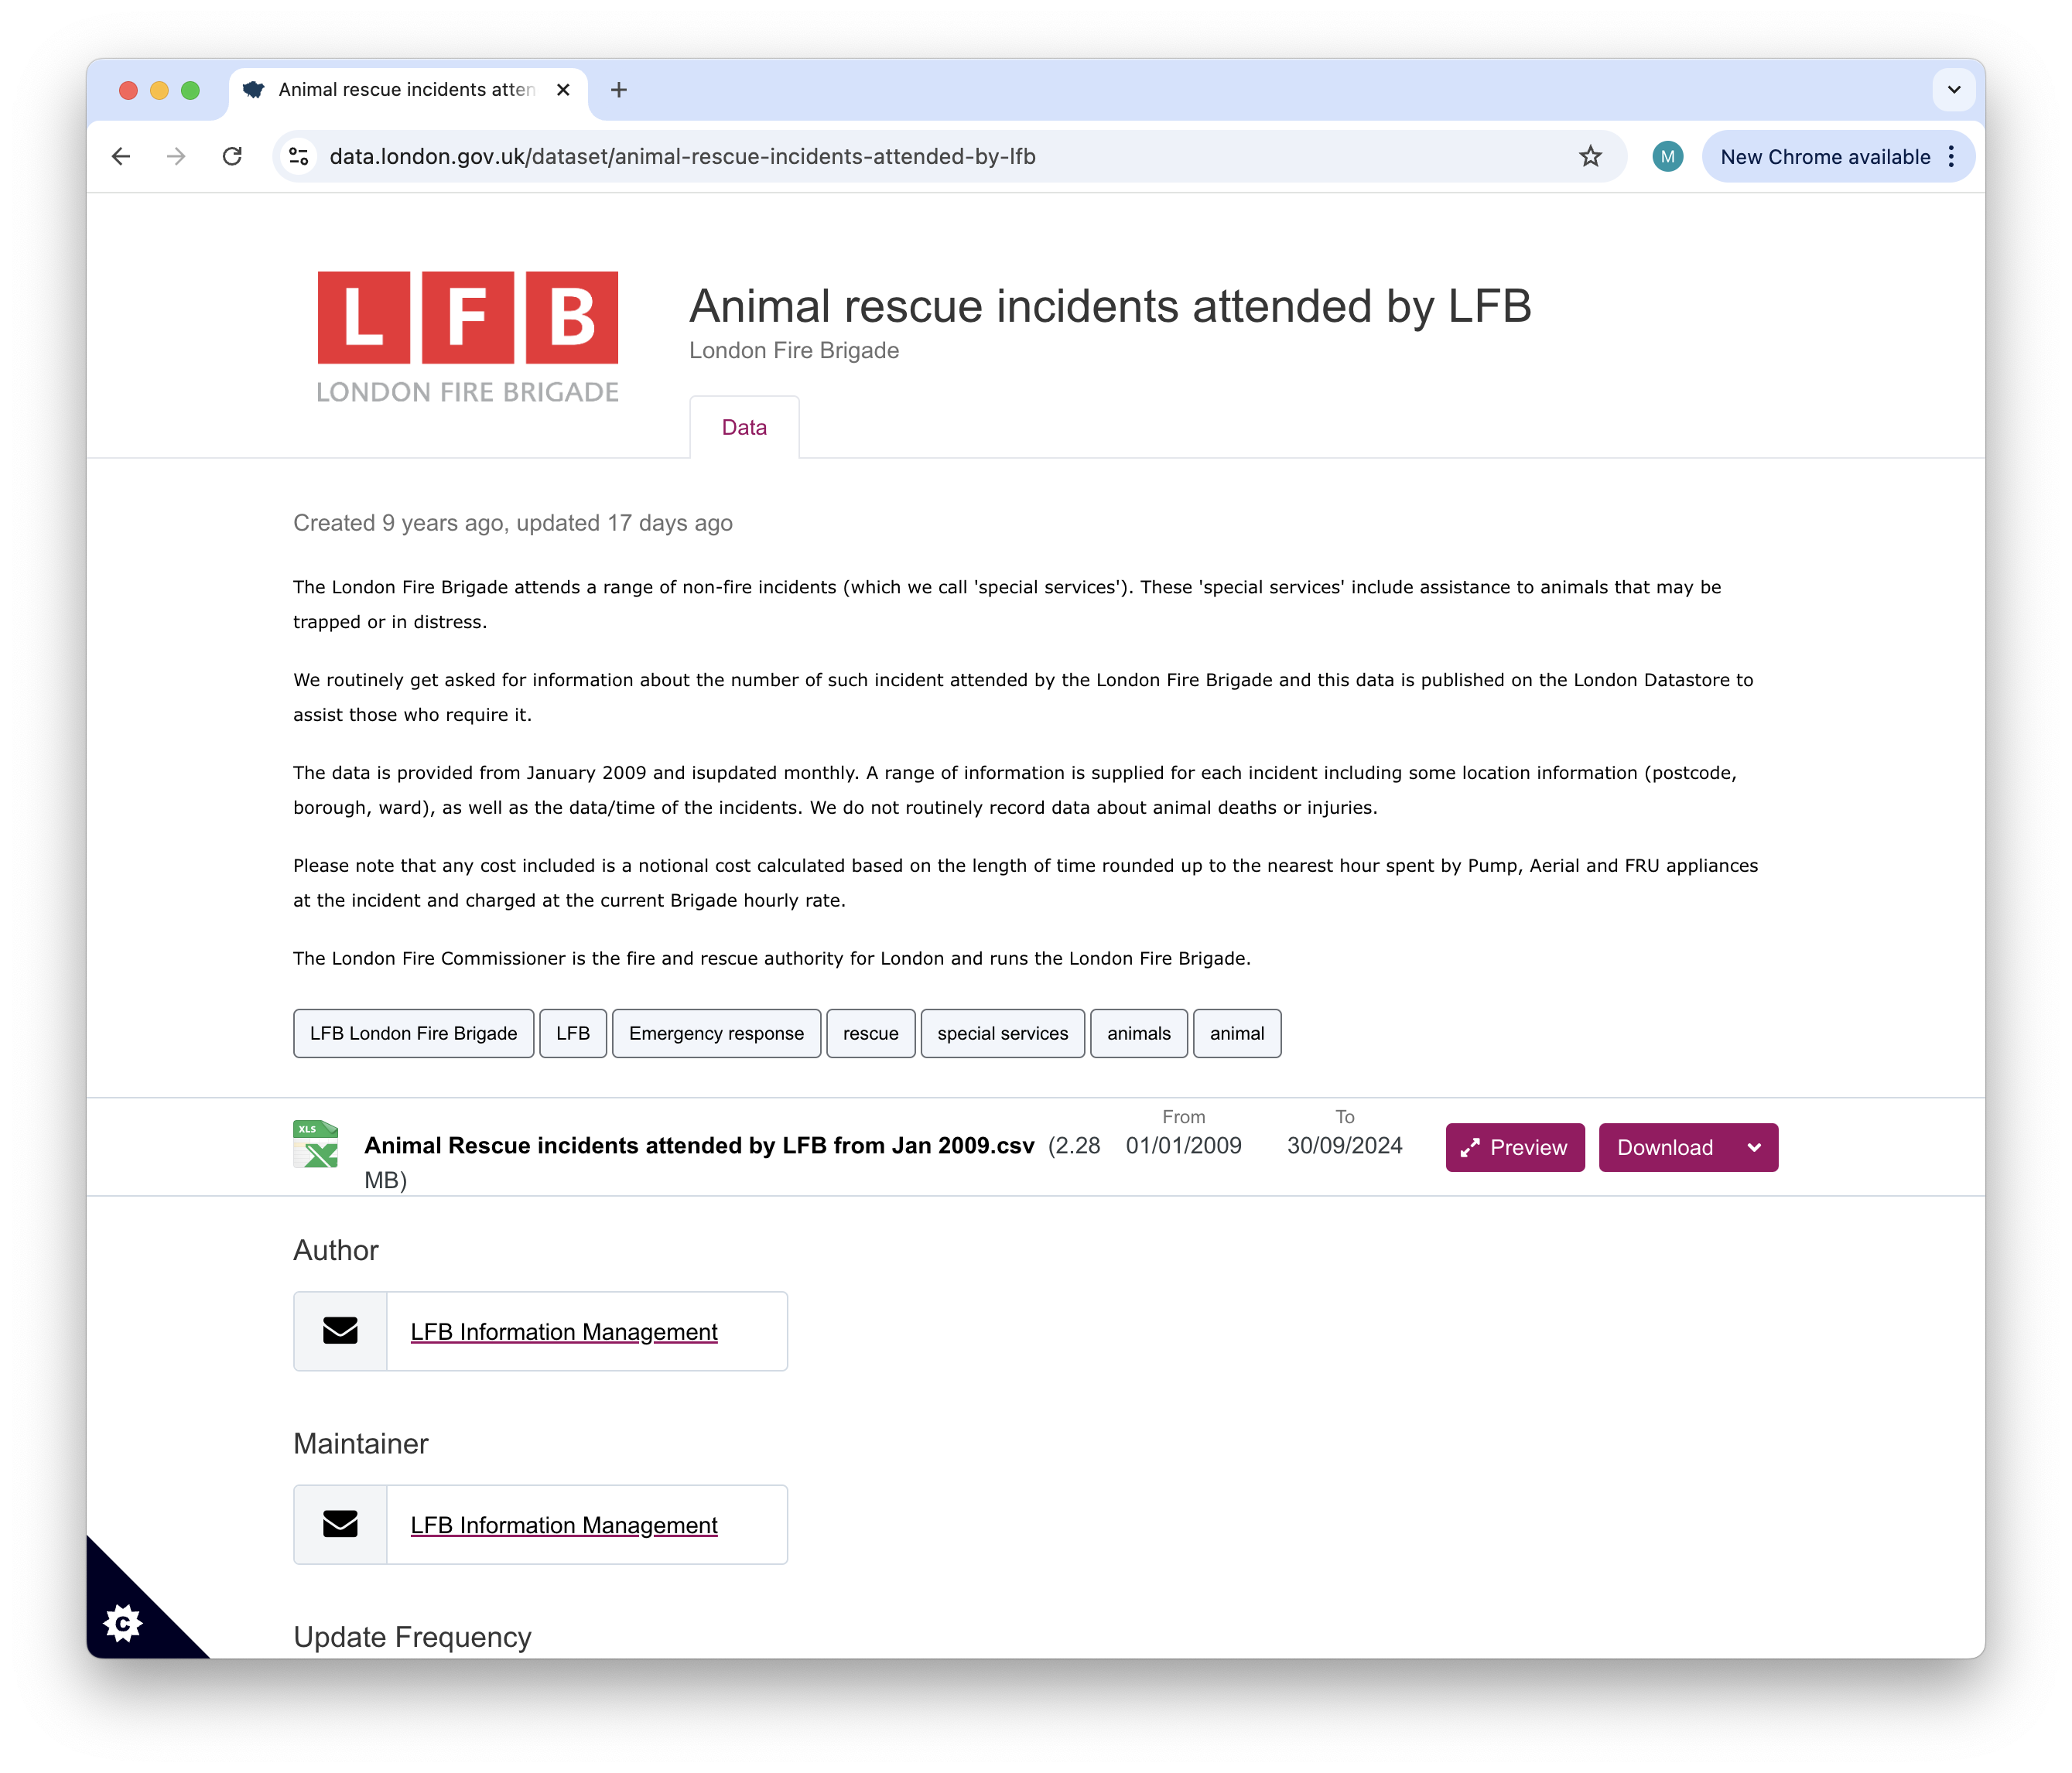 Animal rescue incidents atten
data.london.gov.uk/dataset/animal-rescue-incidents-attended-by-lfb
M
New Chrome available
L F B
LONDON FIRE BRIGADE
Animal rescue incidents attended by LFB
London Fire Brigade
Data
Created 9 years ago, updated 17 days ago
The London Fire Brigade attends a range of non-fire incidents (which we call 'special services'). These 'special services' include assistance to animals that may be
trapped or in distress.
We routinely get asked for information about the number of such incident attended by the London Fire Brigade and this data is published on the London Datastore to
assist those who require it.
The data is provided from January 2009 and isupdated monthly. A range of information is supplied for each incident including some location information (postcode,
borough, ward), as well as the data/time of the incidents. We do not routinely record data about animal deaths or injuries.
Please note that any cost included is a notional cost calculated based on the length of time rounded up to the nearest hour spent by Pump, Aerial and FRU appliances
at the incident and charged at the current Brigade hourly rate.
The London Fire Commissioner is the fire and rescue authority for London and runs the London Fire Brigade.
LFB London Fire Brigade LFB Emergency response rescue special services animals animal
From To
XLS
Animal Rescue incidents attended by LFB from Jan 2009.csv (2.28 01/01/2009 30/09/2024 Preview Download
MB)
Author
LFB Information Management
Maintainer
LFB Information Management
C
Update Frequency